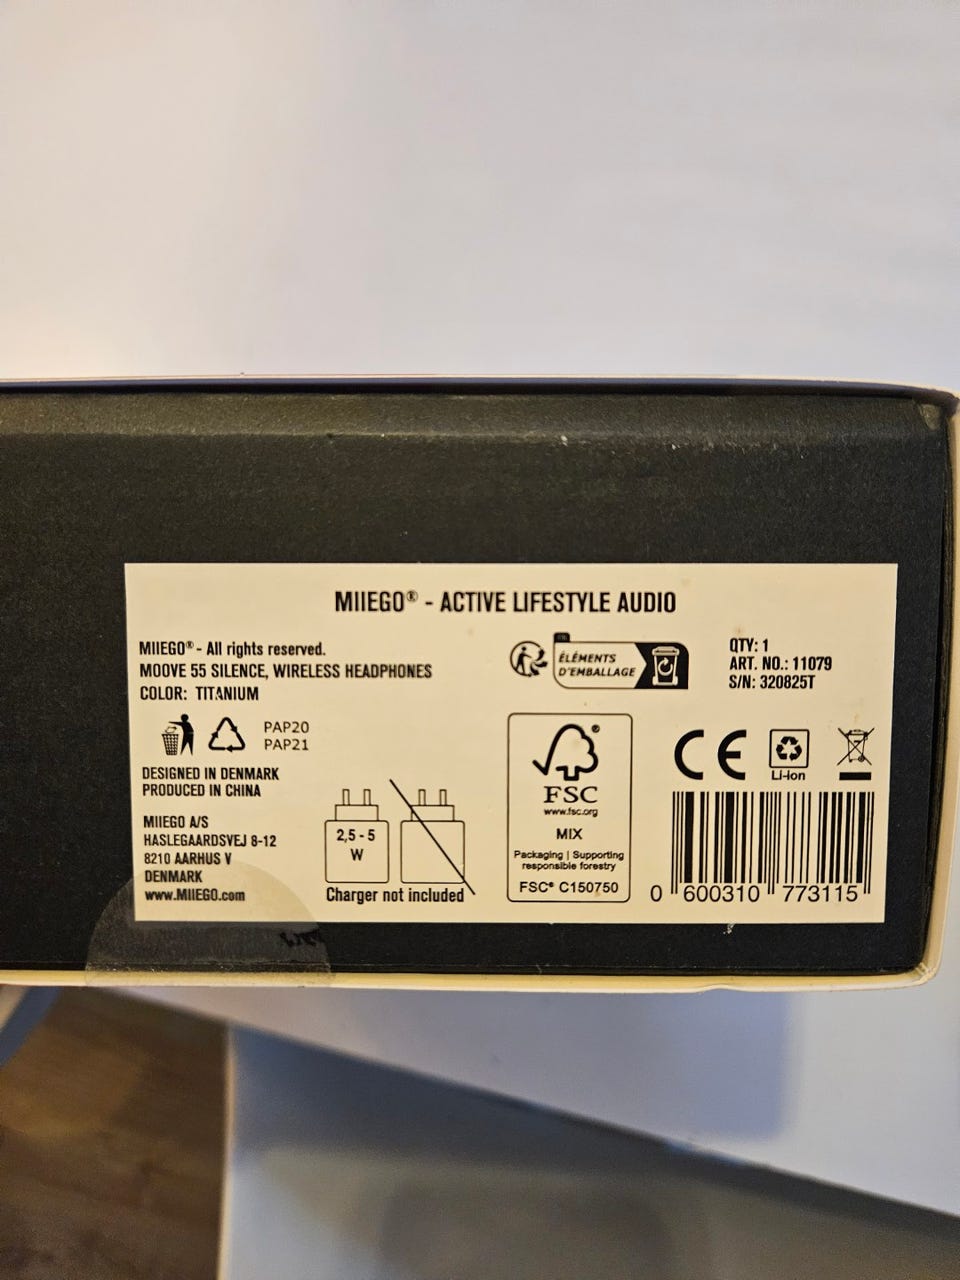 MIIEGO® - ACTIVE LIFESTYLE AUDIO
MIIEGO® - All rights reserved.
MOOVE 55 SILENCE, WIRELESS HEADPHONES
COLOR: TITANIUM
ÉLÉMENTS
D'EMBALLAGE
QTY: 1
ART. NO.: 11079
S/N: 320825T
PAP20
PAP21
DESIGNED IN DENMARK
PRODUCED IN CHINA
MIIEGO A/S
HASLEGAARDSVEJ 8-12
8210 AARHUS V
DENMARK
www.MIIEGO.com
2,5 - 5
W
Charger not included
®
FSC
www.fsc.org
MIX
Packaging | Supporting
responsible forestry
FSC® C150750
CE
Li-ion
0 600310 773115